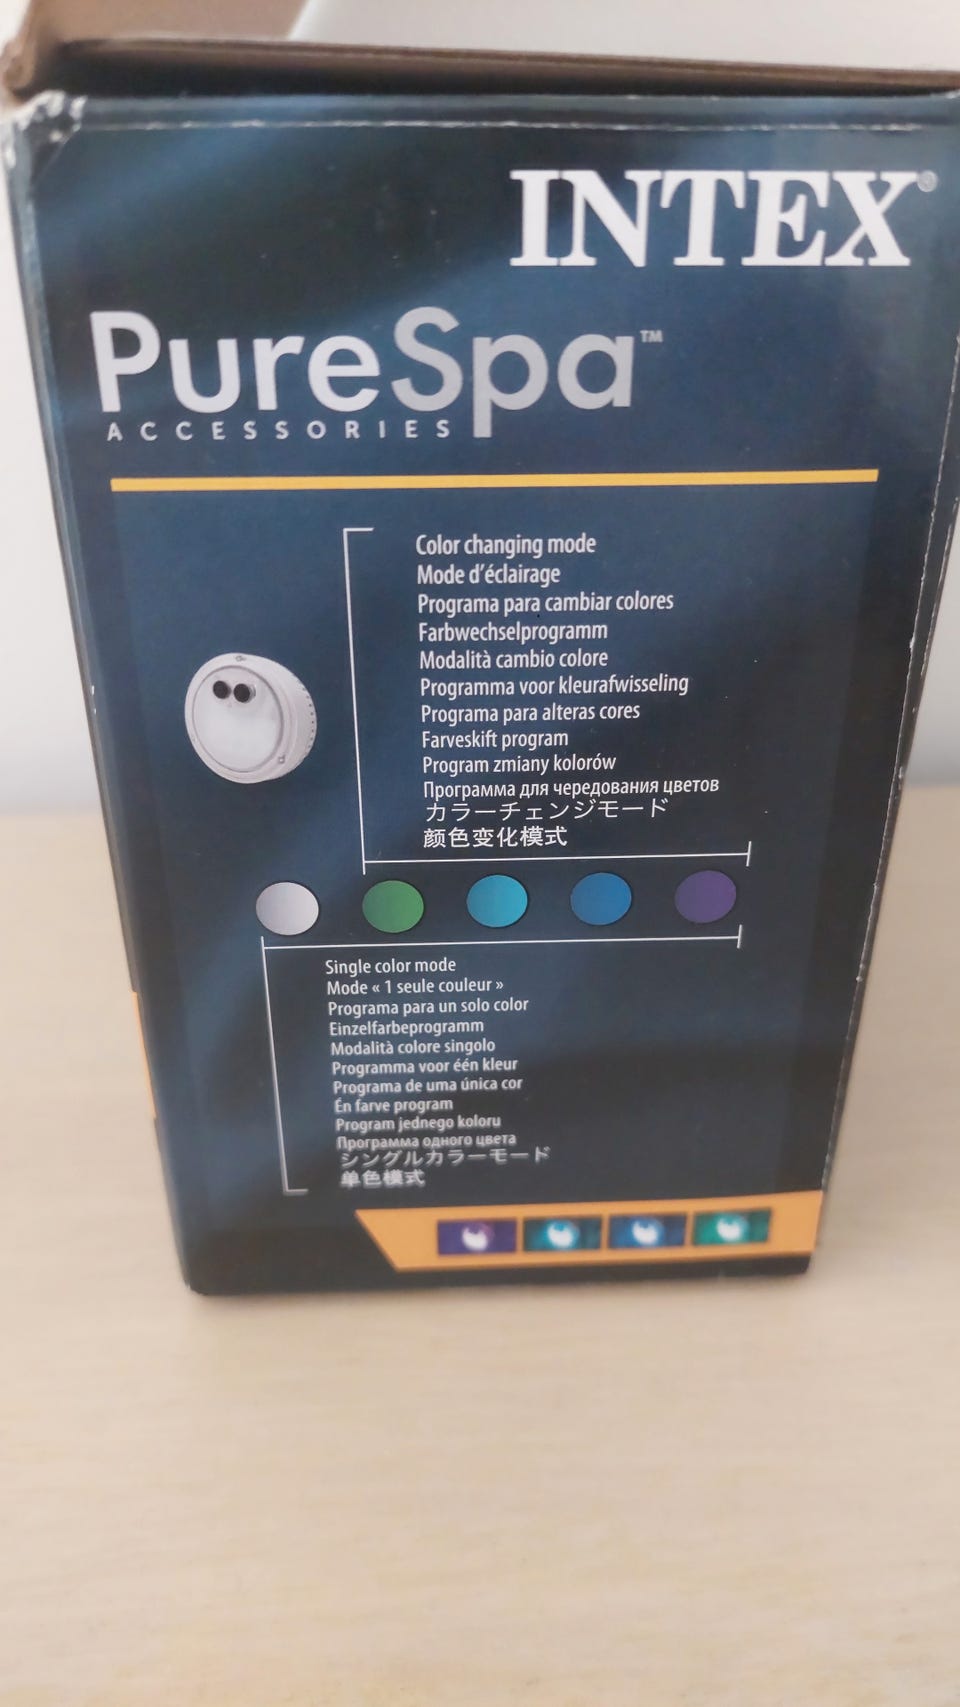 INTEX®
PureSpa™
ACCESSORIES
Color changing mode
Mode d'éclairage
Programa para cambiar colores
Farbwechselprogramm
Modalità cambio colore
Programma voor kleurafwisseling
Programa para alteras cores
Farveskift program
Program zmiany kolorów
Программа для чередования цветов
カラーチェンジモード
颜色变化模式
Single color mode
Mode « 1 seule couleur »
Programa para un solo color
Einzelfarbeprogramm
Modalità colore singolo
Programma voor één kleur
Programa de uma única cor
Én farve program
Program jednego koloru
Программа одного цвета
シングルカラーモード
单色模式